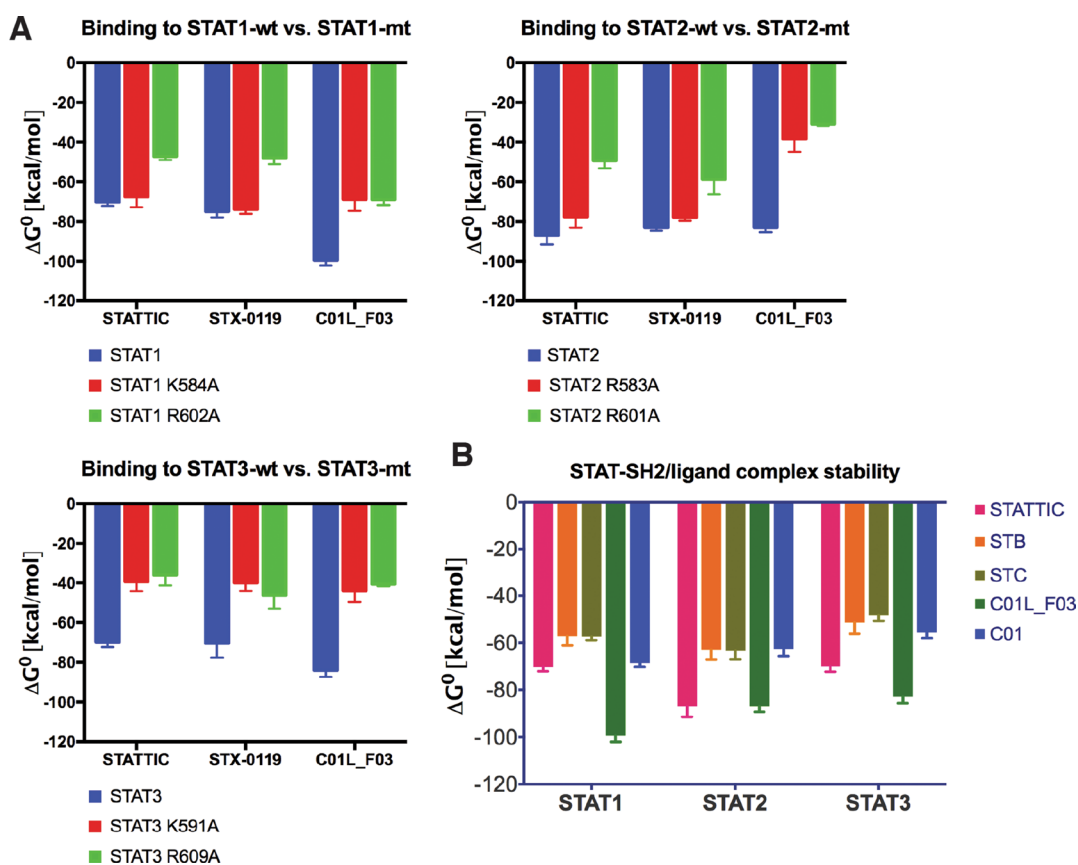 A
Binding to STAT1-wt vs. STAT1-mt
0
-20
-40
-60
-80
-100
-120
ΔG⁰ [kcal/mol]
STATTIC STX-0119 C01L_F03
STAT1
STAT1 K584A
STAT1 R602A
Binding to STAT2-wt vs. STAT2-mt
0
-20
-40
-60
-80
-100
-120
ΔG⁰ [kcal/mol]
STATTIC STX-0119 C01L_F03
STAT2
STAT2 R583A
STAT2 R601A
Binding to STAT3-wt vs. STAT3-mt
0
-20
-40
-60
-80
-100
-120
ΔG⁰ [kcal/mol]
STATTIC STX-0119 C01L_F03
STAT3
STAT3 K591A
STAT3 R609A
B
STAT-SH2/ligand complex stability
0
-20
-40
-60
-80
-100
-120
ΔG⁰ [kcal/mol]
STAT1 STAT2 STAT3
STATTIC
STB
STC
C01L_F03
C01